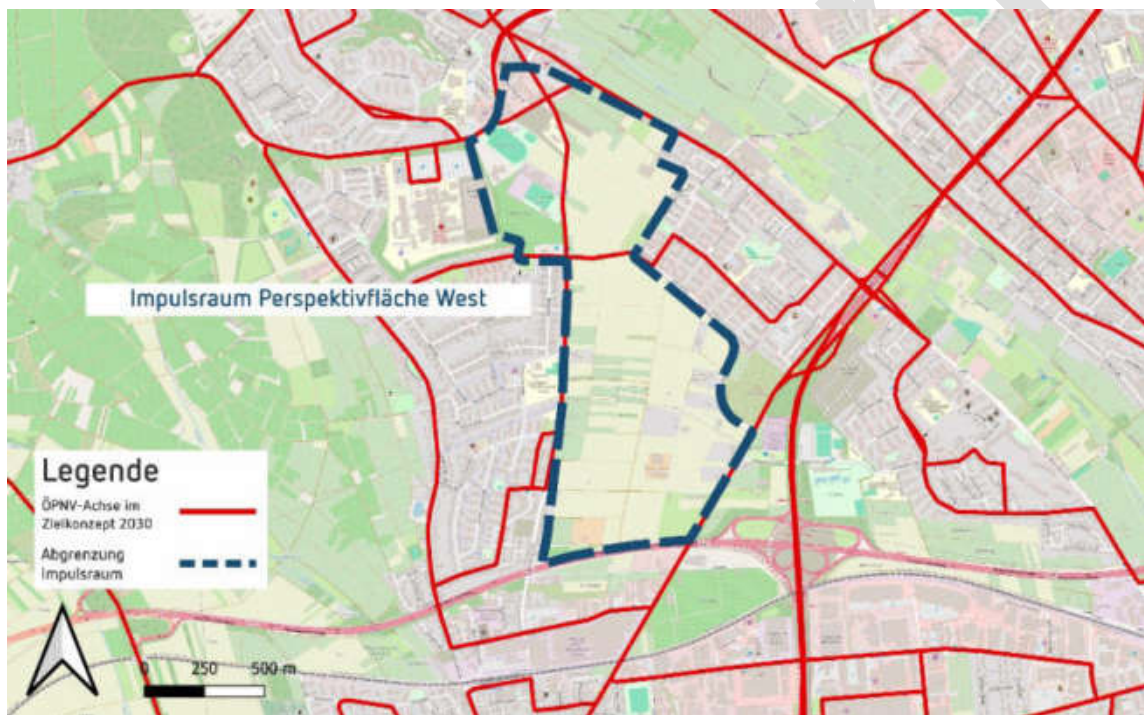 Impulsraum Perspektivfläche West
Legende
ÖPNV-Achse im
Zielkonzept 2030
Abgrenzung
Impulsraum
0 250 500 m